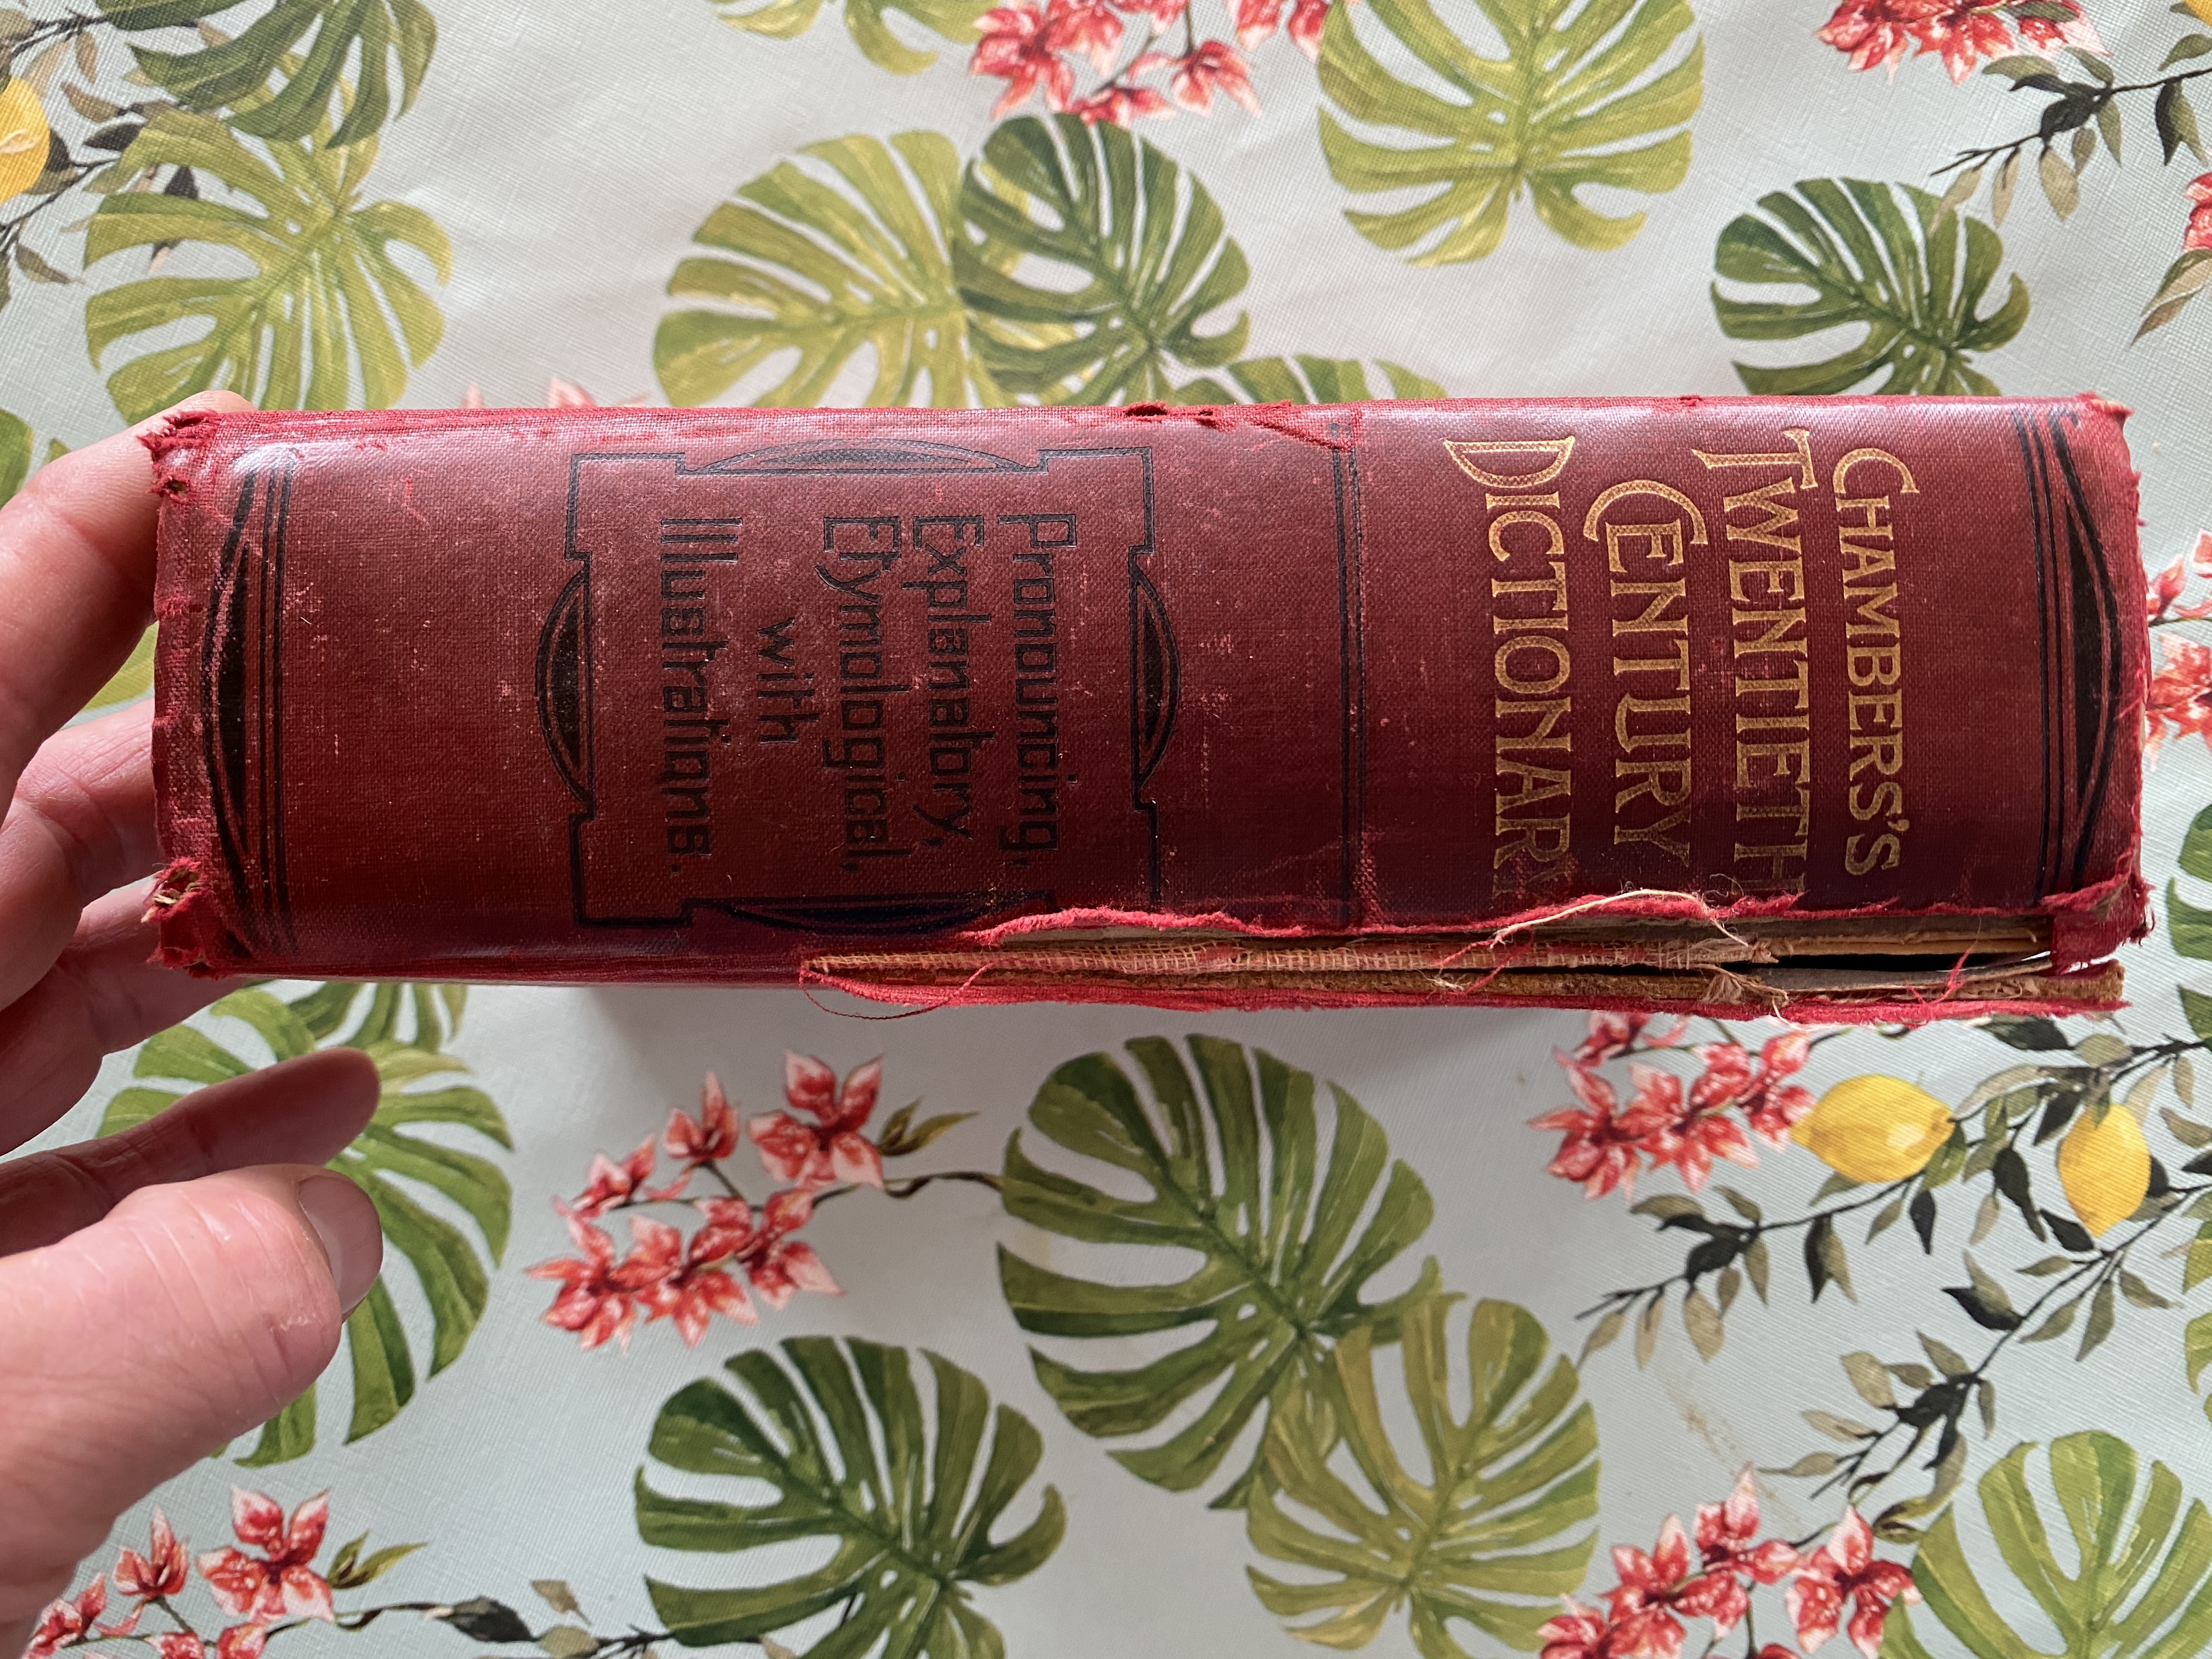 CHAMBERS'S
TWENTIETH
CENTURY
DICTIONARY
Pronouncing,
Explanatory,
Etymological,
with
Illustrations.